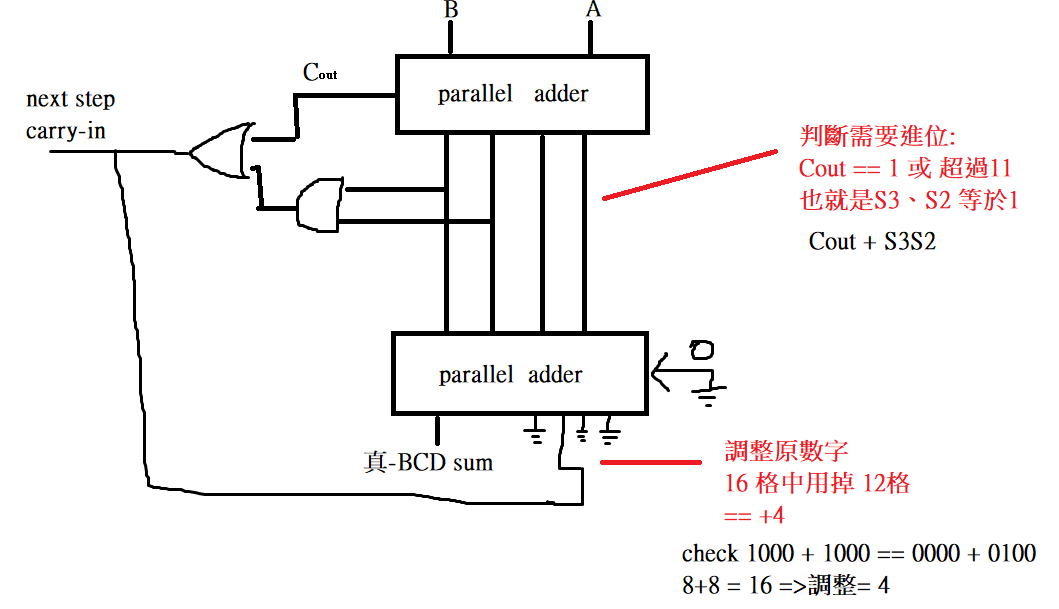 B
A
Cout
parallel adder
next step
carry-in
判斷需要進位:
Cout == 1 或 超過11
也就是S3、S2 等於1
Cout + S3S2
0
parallel adder
真-BCD sum
調整原數字
16 格中用掉 12格
== +4
check 1000 + 1000 == 0000 + 0100
8+8 = 16 =>調整= 4